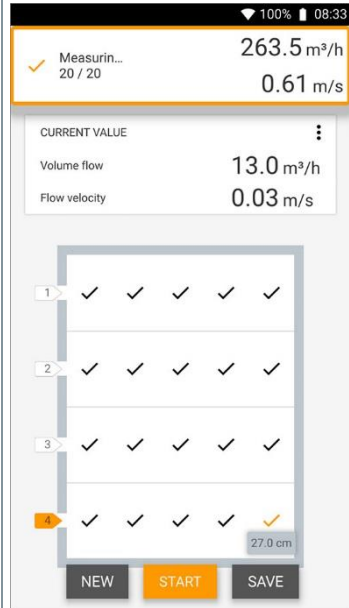 100% 08:33
Measurin... 263.5 m³/h
20 / 20 0.61 m/s
CURRENT VALUE
Volume flow 13.0 m³/h
Flow velocity 0.03 m/s
1
2
3
4
27.0 cm
NEW START SAVE